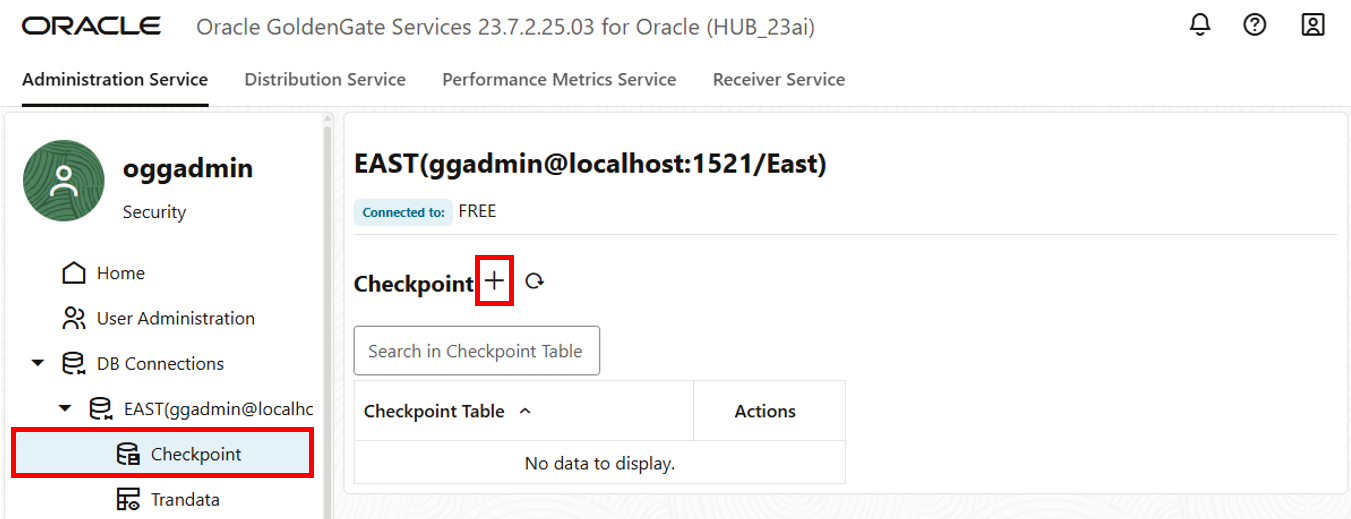 ORACLE Oracle GoldenGate Services 23.7.2.25.03 for Oracle (HUB_23ai)
Administration Service Distribution Service Performance Metrics Service Receiver Service
oggadmin
Security
Home
User Administration
DB Connections
EAST(ggadmin@localhc
Checkpoint
Trandata
EAST(ggadmin@localhost:1521/East)
Connected to: FREE
Checkpoint
Search in Checkpoint Table
Checkpoint Table Actions
No data to display.